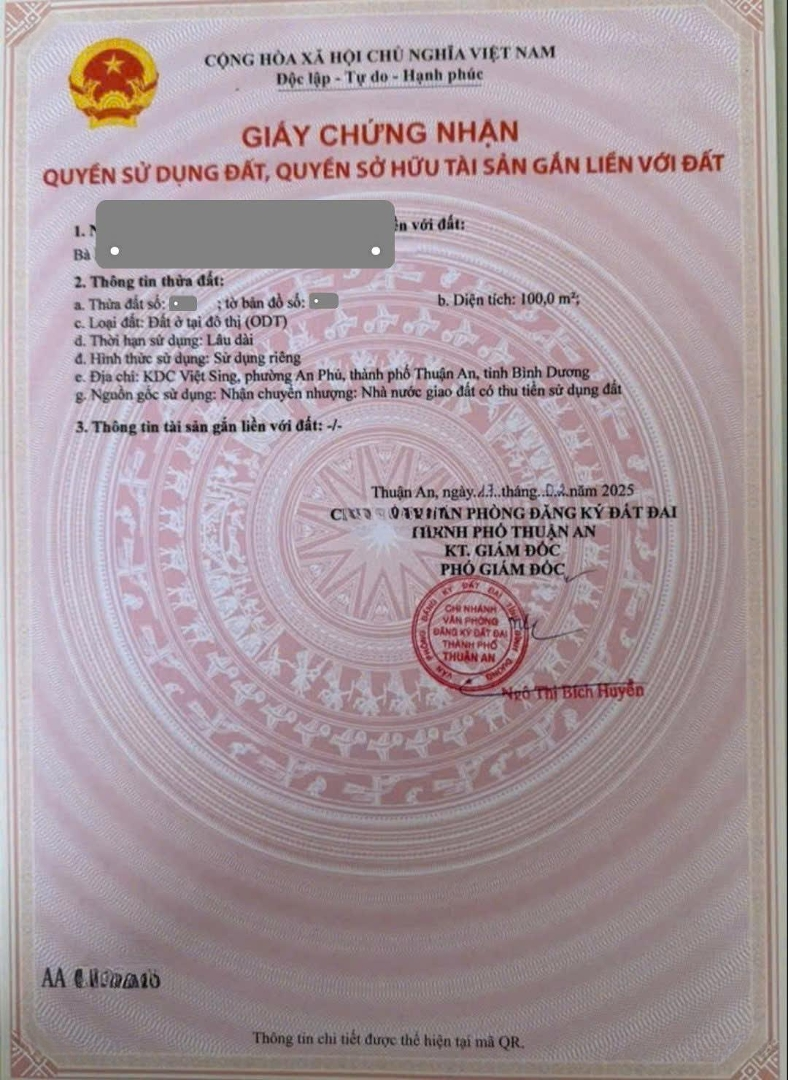 CỘNG HÒA XÃ HỘI CHỦ NGHĨA VIỆT NAM
Độc lập - Tự do - Hạnh phúc
GIẤY CHỨNG NHẬN
QUYỀN SỬ DỤNG ĐẤT, QUYỀN SỞ HỮU TÀI SẢN GẮN LIỀN VỚI ĐẤT
1. với đất:
Bà
2. Thông tin thửa đất:
a. Thửa đất số: ; tờ bản đồ số: b. Diện tích: 100,0 m²;
c. Loại đất: Đất ở tại đô thị (ODT)
d. Thời hạn sử dụng: Lâu dài
đ. Hình thức sử dụng: Sử dụng riêng
e. Địa chỉ: KDC Việt Sing, phường An Phú, thành phố Thuận An, tỉnh Bình Dương
g. Nguồn gốc sử dụng: Nhận chuyển nhượng: Nhà nước giao đất có thu tiền sử dụng đất
3. Thông tin tài sản gắn liền với đất: -/-
Thuận An, ngày tháng năm 2025
PHÒNG ĐĂNG KÝ ĐẤT ĐAI
PHỐ THUẬN AN
KT. GIÁM ĐỐC
PHÓ GIÁM ĐỐC
CHI NHÁNH
VĂN PHÒNG
ĐĂNG KÝ ĐẤT ĐAI
THÀNH PHỐ
THUẬN AN
Ngô Thị Bích Huyền
AA
Thông tin chi tiết được thể hiện tại mã QR.